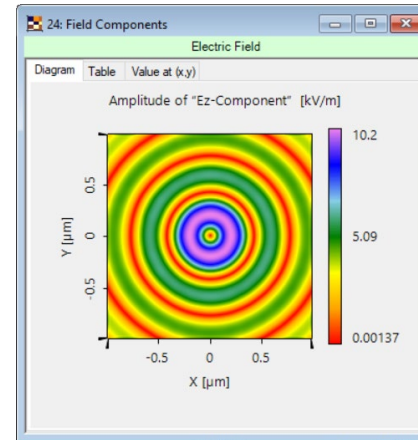 24: Field Components
Electric Field
Diagram Table Value at (x,y)
Amplitude of "Ez-Component" [kV/m]
10.2
0.5
5.09
Y [µm]
0
-0.5
0.00137
-0.5 0 0.5
X [µm]